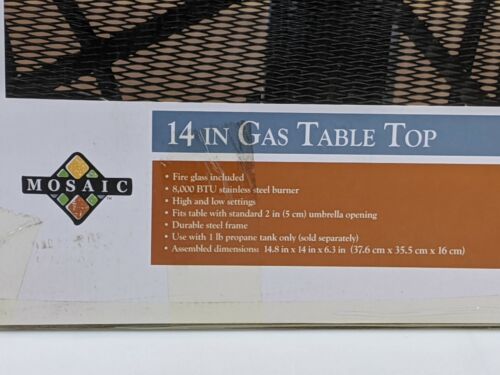 14 IN GAS TABLE TOP
MOSAIC™
• Fire glass included
• 8,000 BTU stainless steel burner
• High and low settings
• Fits table with standard 2 in (5 cm) umbrella opening
• Durable steel frame
• Use with 1 lb propane tank only (sold separately)
• Assembled dimensions: 14.8 in x 14 in x 6.3 in (37.6 cm x 35.5 cm x 16 cm)